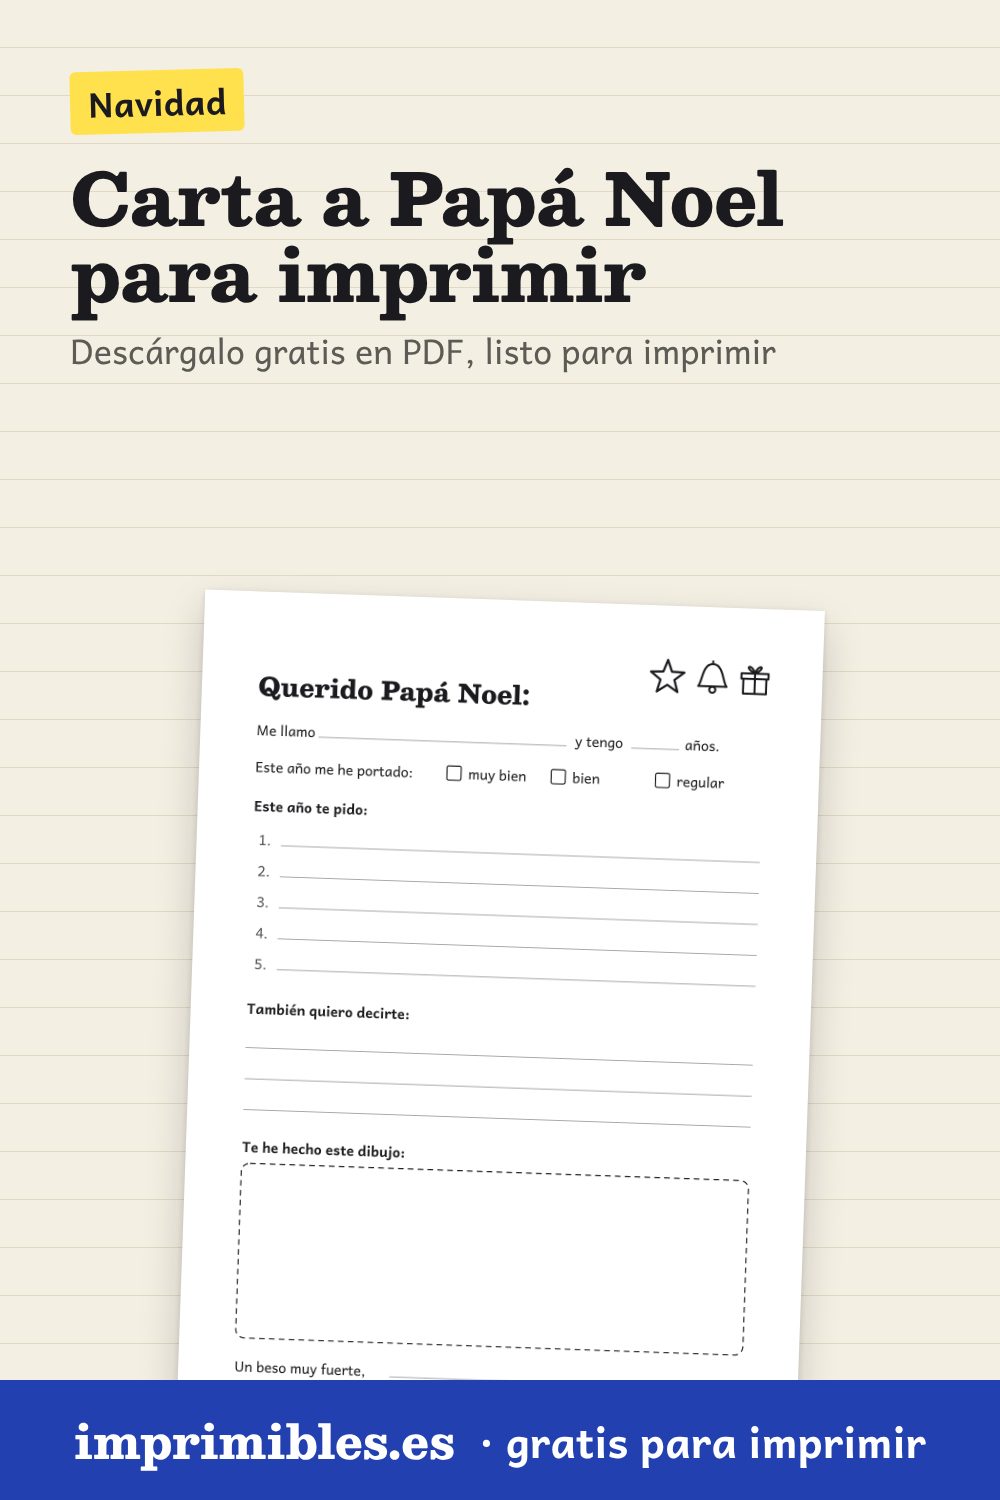 Navidad
Carta a Papá Noel
para imprimir
Descárgalo gratis en PDF, listo para imprimir
Querido Papá Noel:
Me llamo y tengo años.
Este año me he portado: muy bien bien regular
Este año te pido:
1.
2.
3.
4.
5.
También quiero decirte:
Te he hecho este dibujo:
Un beso muy fuerte,
imprimibles.es · gratis para imprimir